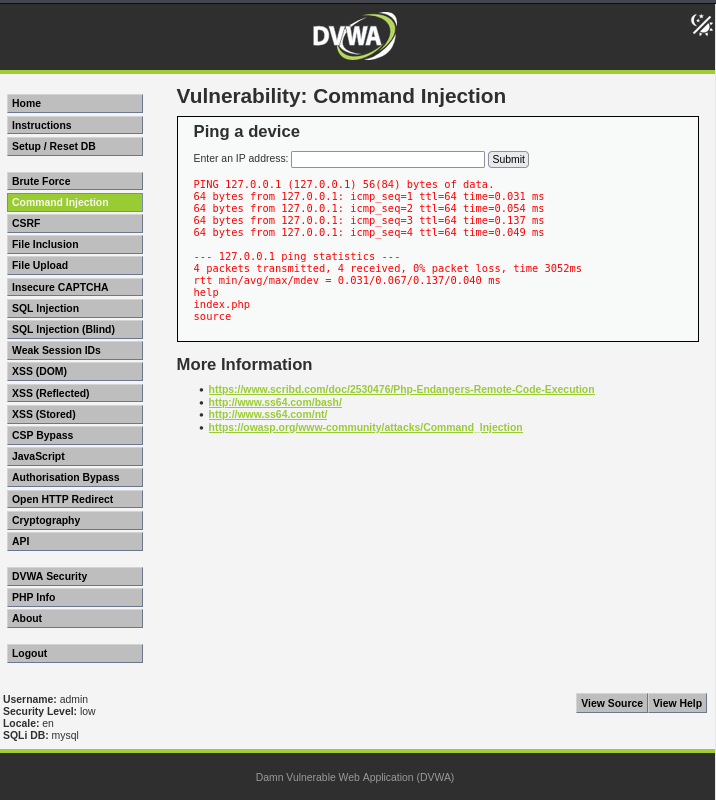 DVWA
Home
Instructions
Setup / Reset DB
Brute Force
Command Injection
CSRF
File Inclusion
File Upload
Insecure CAPTCHA
SQL Injection
SQL Injection (Blind)
Weak Session IDs
XSS (DOM)
XSS (Reflected)
XSS (Stored)
CSP Bypass
JavaScript
Authorisation Bypass
Open HTTP Redirect
Cryptography
API
DVWA Security
PHP Info
About
Logout
Vulnerability: Command Injection
Ping a device
Enter an IP address: Submit
PING 127.0.0.1 (127.0.0.1) 56(84) bytes of data.
64 bytes from 127.0.0.1: icmp_seq=1 ttl=64 time=0.031 ms
64 bytes from 127.0.0.1: icmp_seq=2 ttl=64 time=0.054 ms
64 bytes from 127.0.0.1: icmp_seq=3 ttl=64 time=0.137 ms
64 bytes from 127.0.0.1: icmp_seq=4 ttl=64 time=0.049 ms
--- 127.0.0.1 ping statistics ---
4 packets transmitted, 4 received, 0% packet loss, time 3052ms
rtt min/avg/max/mdev = 0.031/0.067/0.137/0.040 ms
help
index.php
source
More Information
https://www.scribd.com/doc/2530476/Php-Endangers-Remote-Code-Execution
http://www.ss64.com/bash/
http://www.ss64.com/nt/
https://owasp.org/www-community/attacks/Command_Injection
Username: admin
Security Level: low
Locale: en
SQLi DB: mysql
View Source View Help
Damn Vulnerable Web Application (DVWA)